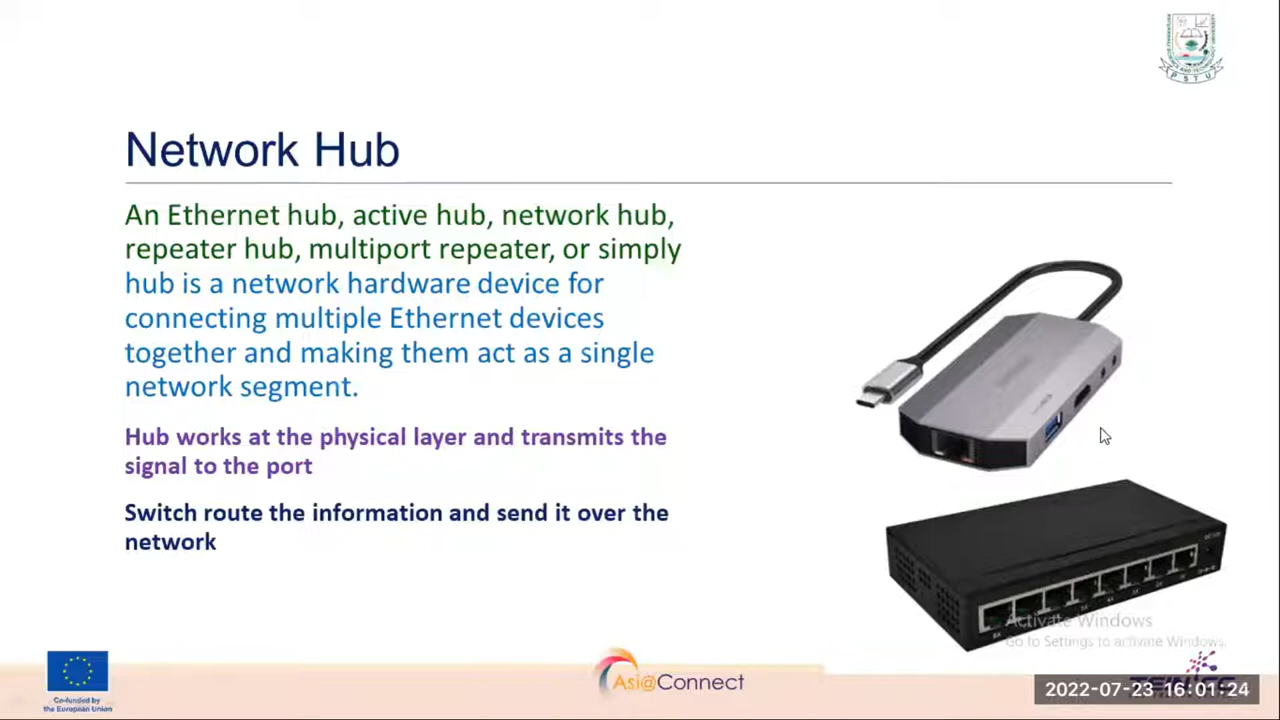 PSTU
Network Hub
An Ethernet hub, active hub, network hub,
repeater hub, multiport repeater, or simply
hub is a network hardware device for
connecting multiple Ethernet devices
together and making them act as a single
network segment.
Hub works at the physical layer and transmits the
signal to the port
Switch route the information and send it over the
network
Activate Windows
Go to Settings to activate Windows.
Co-funded by
the European Union
Asi@Connect
2022-07-23 16:01:24